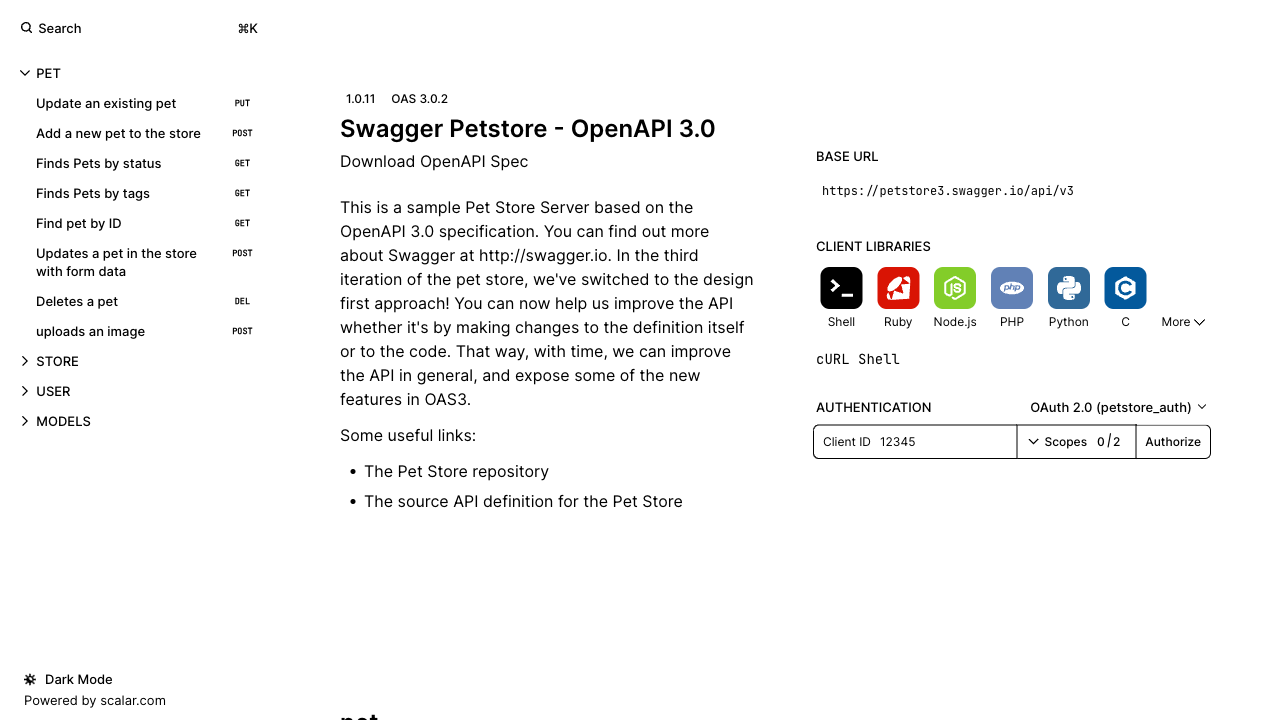 Search ⌘K
PET
Update an existing pet PUT
Add a new pet to the store POST
Finds Pets by status GET
Finds Pets by tags GET
Find pet by ID GET
Updates a pet in the store POST
with form data
Deletes a pet DEL
uploads an image POST
STORE
USER
MODELS
Dark Mode
Powered by scalar.com
1.0.11 OAS 3.0.2
Swagger Petstore - OpenAPI 3.0
Download OpenAPI Spec
This is a sample Pet Store Server based on the
OpenAPI 3.0 specification. You can find out more
about Swagger at http://swagger.io. In the third
iteration of the pet store, we've switched to the design
first approach! You can now help us improve the API
whether it's by making changes to the definition itself
or to the code. That way, with time, we can improve
the API in general, and expose some of the new
features in OAS3.
Some useful links:
• The Pet Store repository
• The source API definition for the Pet Store
pet
BASE URL
https://petstore3.swagger.io/api/v3
CLIENT LIBRARIES
Shell Ruby Node.js PHP Python C More
cURL Shell
AUTHENTICATION OAuth 2.0 (petstore_auth)
Client ID 12345 Scopes 0/2 Authorize